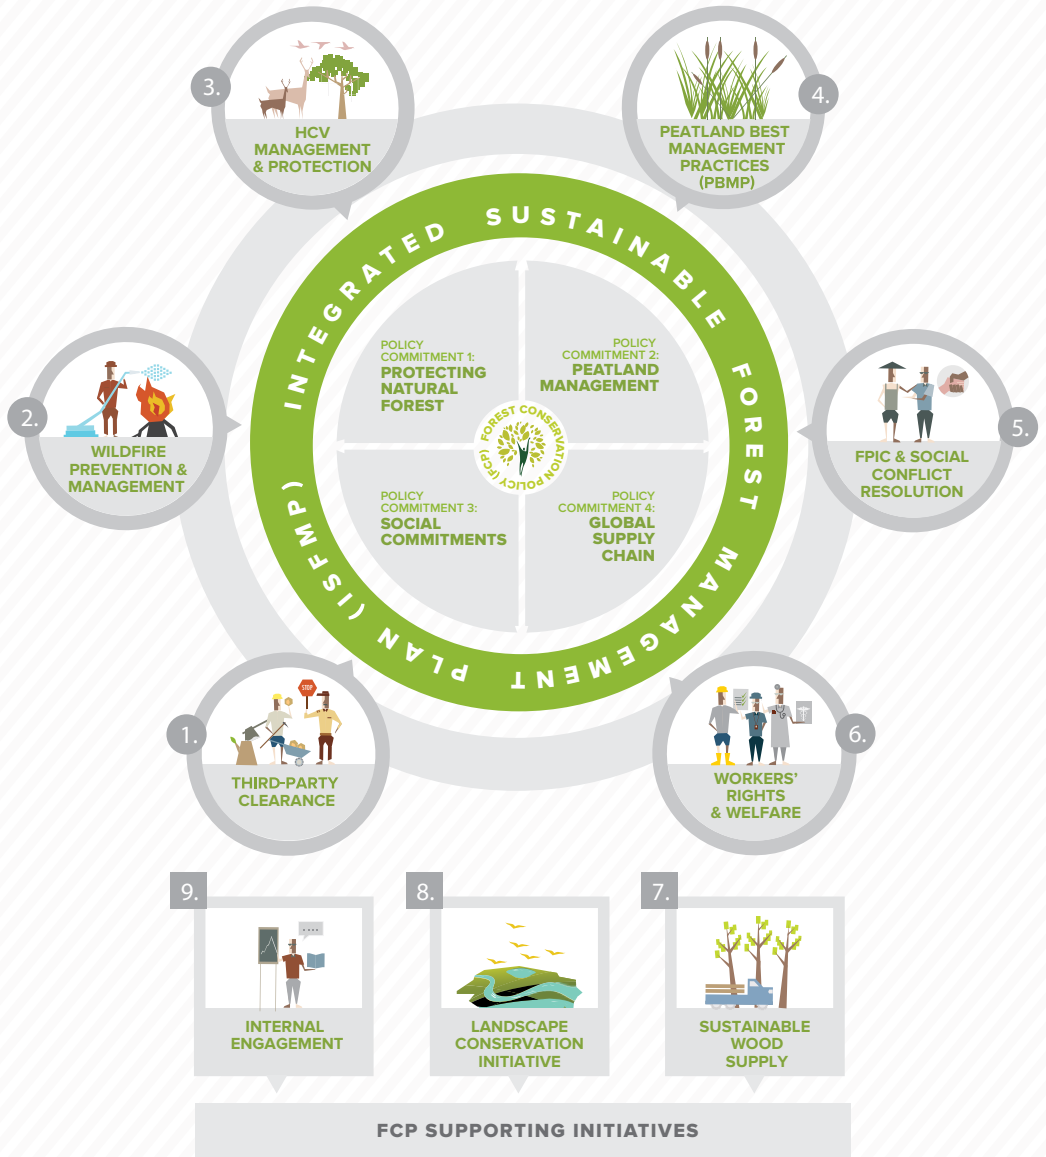 3.
HCV
MANAGEMENT
& PROTECTION
4.
PEATLAND BEST
MANAGEMENT
PRACTICES
(PBMP)
INTEGRATED SUSTAINABLE FOREST MANAGEMENT PLAN (ISFMP)
POLICY
COMMITMENT 1:
PROTECTING
NATURAL
FOREST
POLICY
COMMITMENT 2:
PEATLAND
MANAGEMENT
FOREST CONSERVATION POLICY (FCP)
POLICY
COMMITMENT 3:
SOCIAL
COMMITMENTS
POLICY
COMMITMENT 4:
GLOBAL
SUPPLY
CHAIN
2.
WILDFIRE
PREVENTION &
MANAGEMENT
5.
FPIC & SOCIAL
CONFLICT
RESOLUTION
1.
STOP
THIRD-PARTY
CLEARANCE
6.
WORKERS'
RIGHTS
& WELFARE
9.
INTERNAL
ENGAGEMENT
8.
LANDSCAPE
CONSERVATION
INITIATIVE
7.
SUSTAINABLE
WOOD
SUPPLY
FCP SUPPORTING INITIATIVES